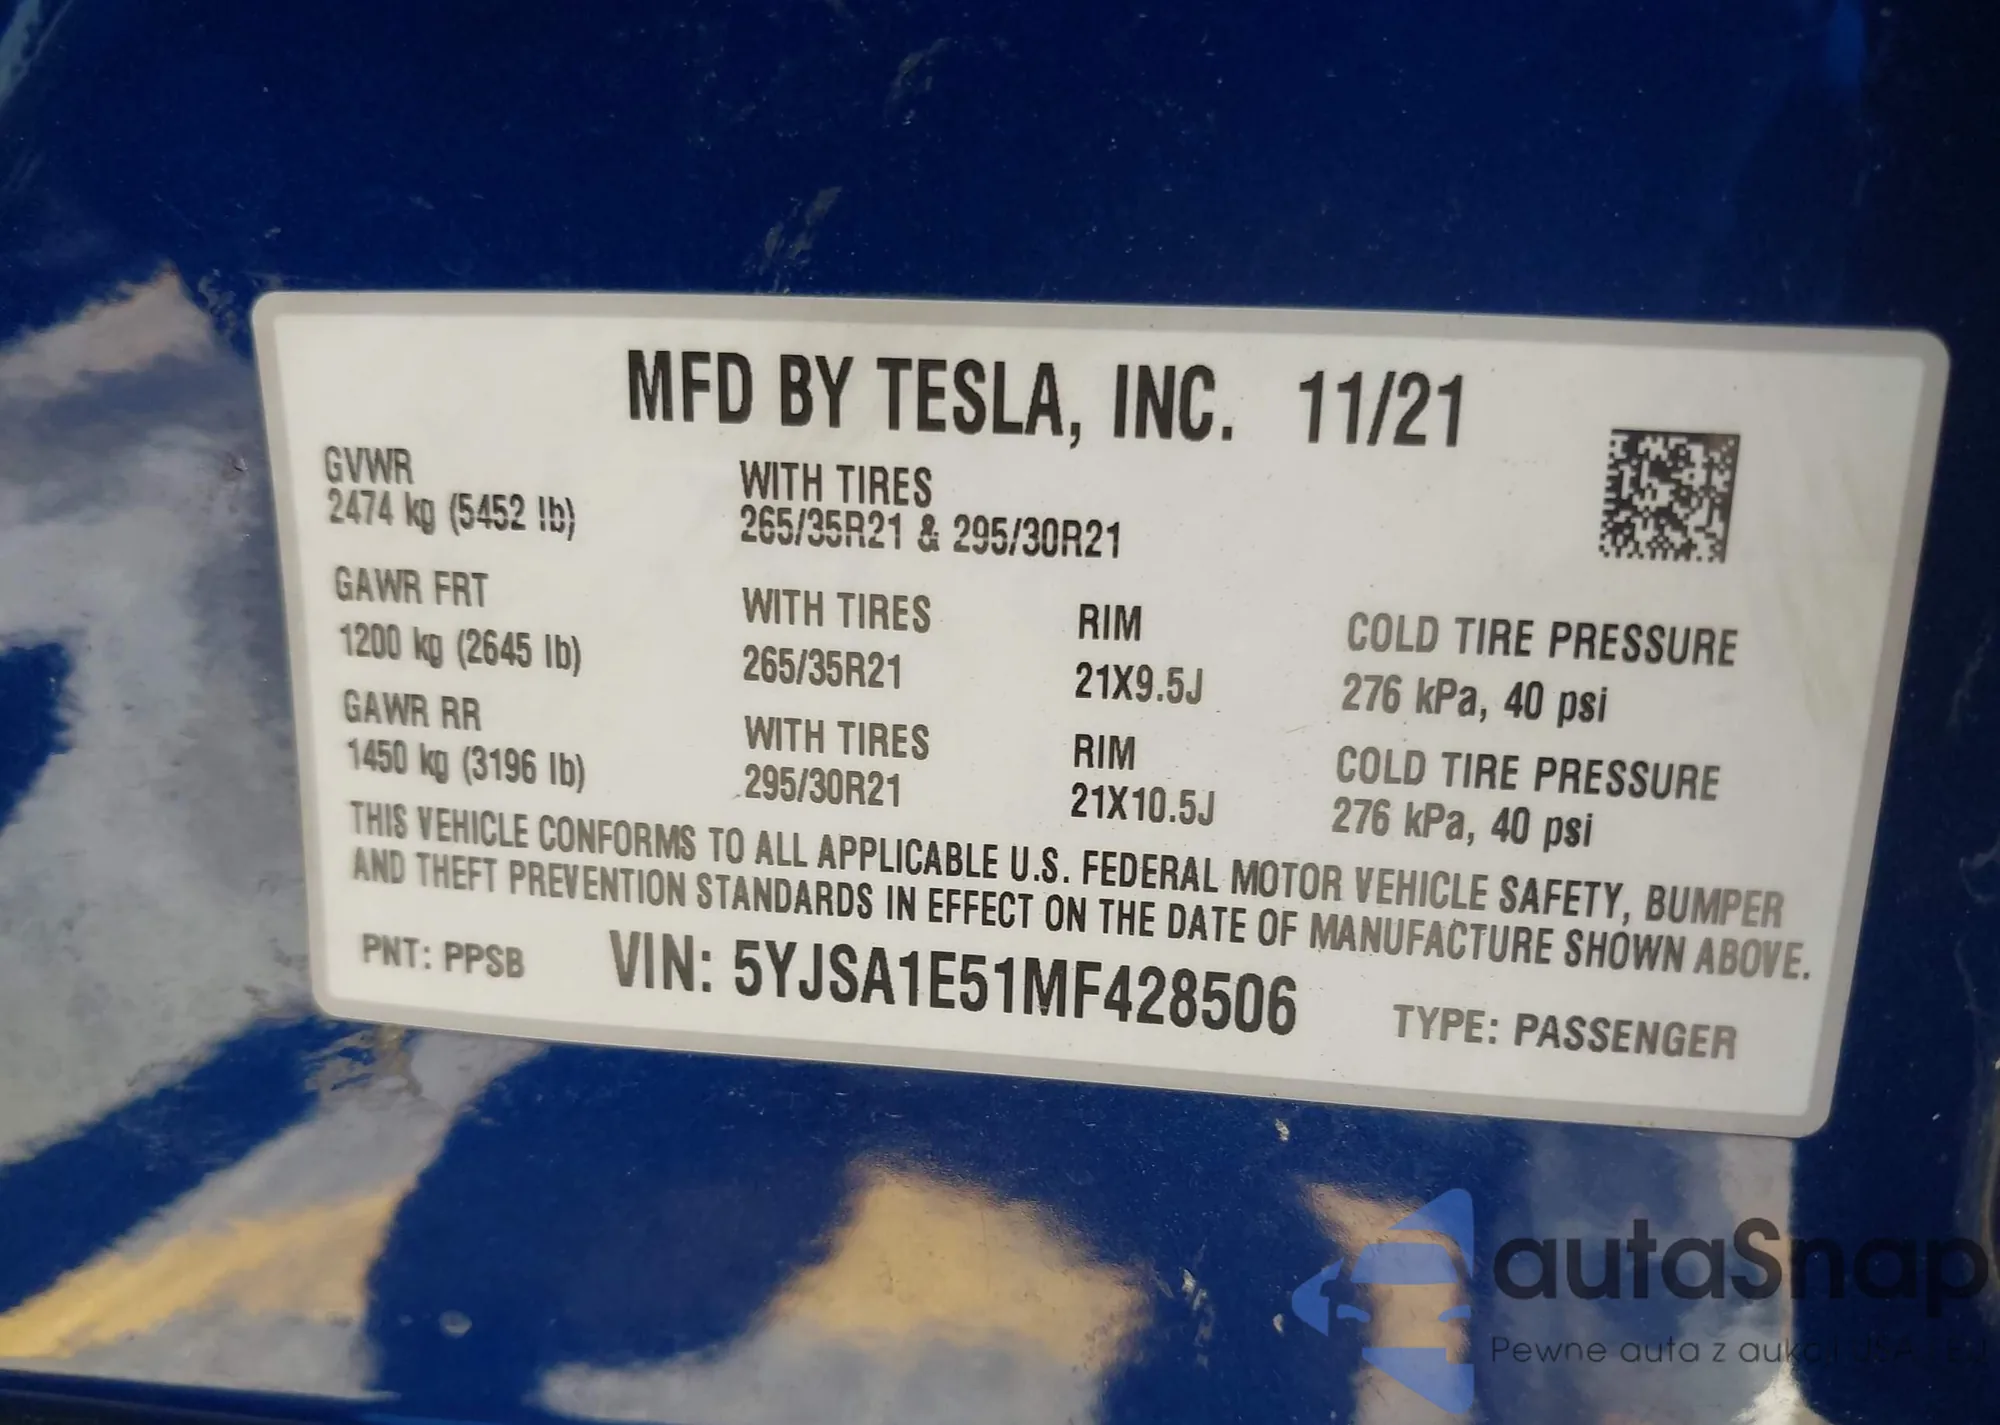 MFD BY TESLA, INC. 11/21
GVWR
2474 kg (5452 lb)
WITH TIRES
265/35R21 & 295/30R21
GAWR FRT
1200 kg (2645 lb)
WITH TIRES
265/35R21
RIM
21X9.5J
COLD TIRE PRESSURE
276 kPa, 40 psi
GAWR RR
1450 kg (3196 lb)
WITH TIRES
295/30R21
RIM
21X10.5J
COLD TIRE PRESSURE
276 kPa, 40 psi
THIS VEHICLE CONFORMS TO ALL APPLICABLE U.S. FEDERAL MOTOR VEHICLE SAFETY, BUMPER
AND THEFT PREVENTION STANDARDS IN EFFECT ON THE DATE OF MANUFACTURE SHOWN ABOVE.
PNT: PPSB
VIN: 5YJSA1E51MF428506
TYPE: PASSENGER
autaSnap
Pewne auta z